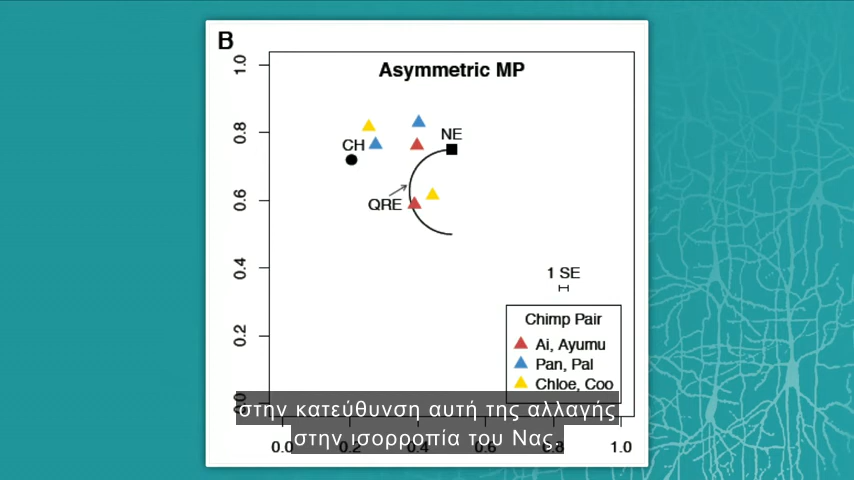 B
Asymmetric MP
1.0
0.8
0.6
0.4
0.2
NE
CH
QRE
1 SE
Chimp Pair
Ai, Ayumu
Pan, Pal
Chloe, Coo
στην κατεύθυνση αυτή της αλλαγής
στην ισορροπία του Νας.
0.0 0.2 0.4 0.6 0.8 1.0